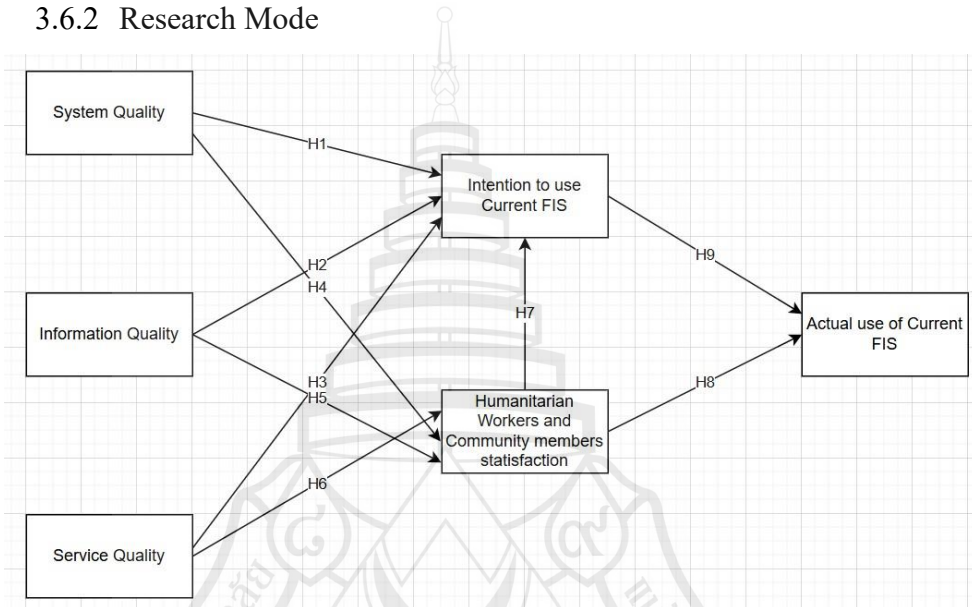 3.6.2 Research Mode
System Quality
H1
Intention to use
Current FIS
H2
H4
H9
H7
Information Quality
Actual use of Current
FIS
H3
H5
H8
Humanitarian
Workers and
Community members
statisfaction
H6
Service Quality